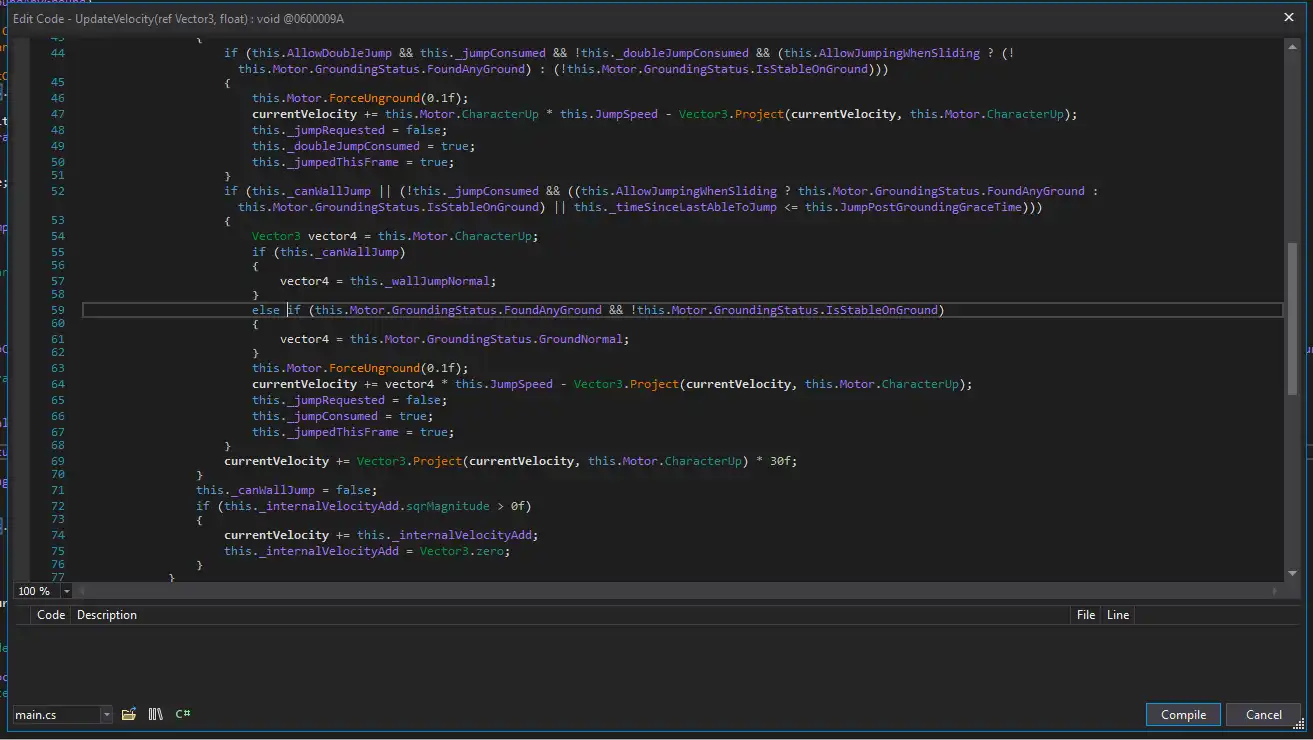 Edit Code - UpdateVelocity(ref Vector3, float) : void @0600009A
43 {
44 if (this.AllowDoubleJump && this._jumpConsumed && !this._doubleJumpConsumed && (this.AllowJumpingWhenSliding ? (!
this.Motor.GroundingStatus.FoundAnyGround) : (!this.Motor.GroundingStatus.IsStableOnGround)))
45 {
46 this.Motor.ForceUnground(0.1f);
47 currentVelocity += this.Motor.CharacterUp * this.JumpSpeed - Vector3.Project(currentVelocity, this.Motor.CharacterUp);
48 this._jumpRequested = false;
49 this._doubleJumpConsumed = true;
50 this._jumpedThisFrame = true;
51 }
52 if (this._canWallJump || (!this._jumpConsumed && ((this.AllowJumpingWhenSliding ? this.Motor.GroundingStatus.FoundAnyGround :
this.Motor.GroundingStatus.IsStableOnGround) || this._timeSinceLastAbleToJump <= this.JumpPostGroundingGraceTime)))
53 {
54 Vector3 vector4 = this.Motor.CharacterUp;
55 if (this._canWallJump)
56 {
57 vector4 = this._wallJumpNormal;
58 }
59 else if (this.Motor.GroundingStatus.FoundAnyGround && !this.Motor.GroundingStatus.IsStableOnGround)
60 {
61 vector4 = this.Motor.GroundingStatus.GroundNormal;
62 }
63 this.Motor.ForceUnground(0.1f);
64 currentVelocity += vector4 * this.JumpSpeed - Vector3.Project(currentVelocity, this.Motor.CharacterUp);
65 this._jumpRequested = false;
66 this._jumpConsumed = true;
67 this._jumpedThisFrame = true;
68 }
69 currentVelocity += Vector3.Project(currentVelocity, this.Motor.CharacterUp) * 30f;
70 }
71 this._canWallJump = false;
72 if (this._internalVelocityAdd.sqrMagnitude > 0f)
73 {
74 currentVelocity += this._internalVelocityAdd;
75 this._internalVelocityAdd = Vector3.zero;
76 }
77 }
100 %
Code Description File Line
main.cs C# Compile Cancel